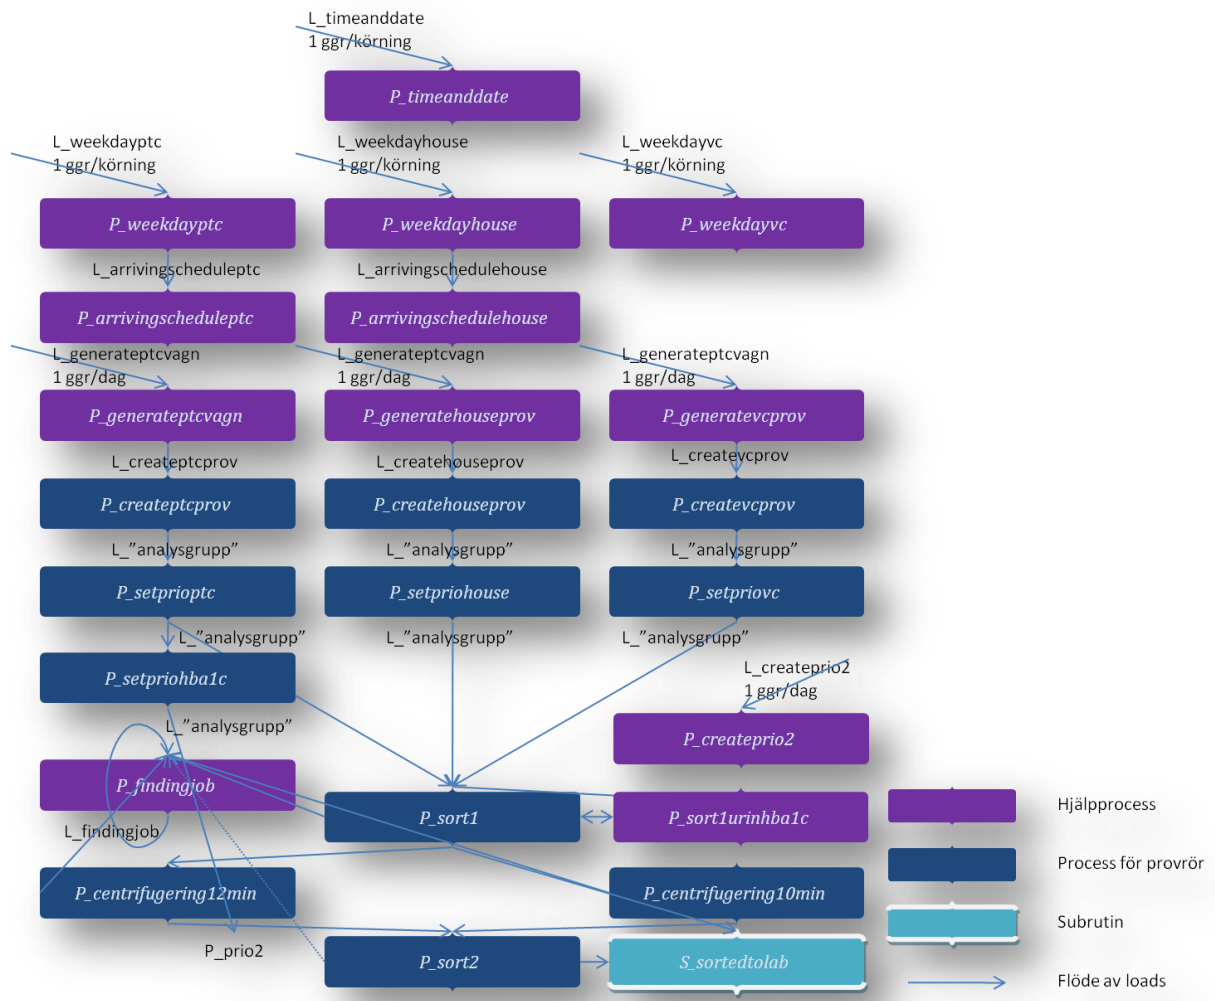 L_timeanddate
1 ggr/körning
P_timeanddate
L_weekdayptc
1 ggr/körning
L_weekdayhouse
1 ggr/körning
L_weekdayvc
1 ggr/körning
P_weekdayptc
P_weekdayhouse
P_weekdayvc
L_arrivingscheduleptc
L_arrivingschedulehouse
P_arrivingscheduleptc
P_arrivingschedulehouse
L_generateptcvagn
1 ggr/dag
L_generateptcvagn
1 ggr/dag
L_generateptcvagn
1 ggr/dag
P_generateptcvagn
P_generatehouseprov
P_generatevcprov
L_createptcprov
L_createhouseprov
L_createvcprov
P_createptcprov
P_createhouseprov
P_createvcprov
L_”analysgrupp”
L_”analysgrupp”
L_”analysgrupp”
P_setprioptc
P_setpriohouse
P_setpriovc
L_”analysgrupp”
L_”analysgrupp”
L_”analysgrupp”
P_setpriohba1c
L_createprio2
1 ggr/dag
L_”analysgrupp”
P_createprio2
P_findingjob
P_sort1
P_sort1urinhba1c
Hjälpprocess
L_findingjob
P_centrifugering12min
P_centrifugering10min
Process för provrör
P_prio2
P_sort2
S_sortedtolab
Subrutin
Flöde av loads